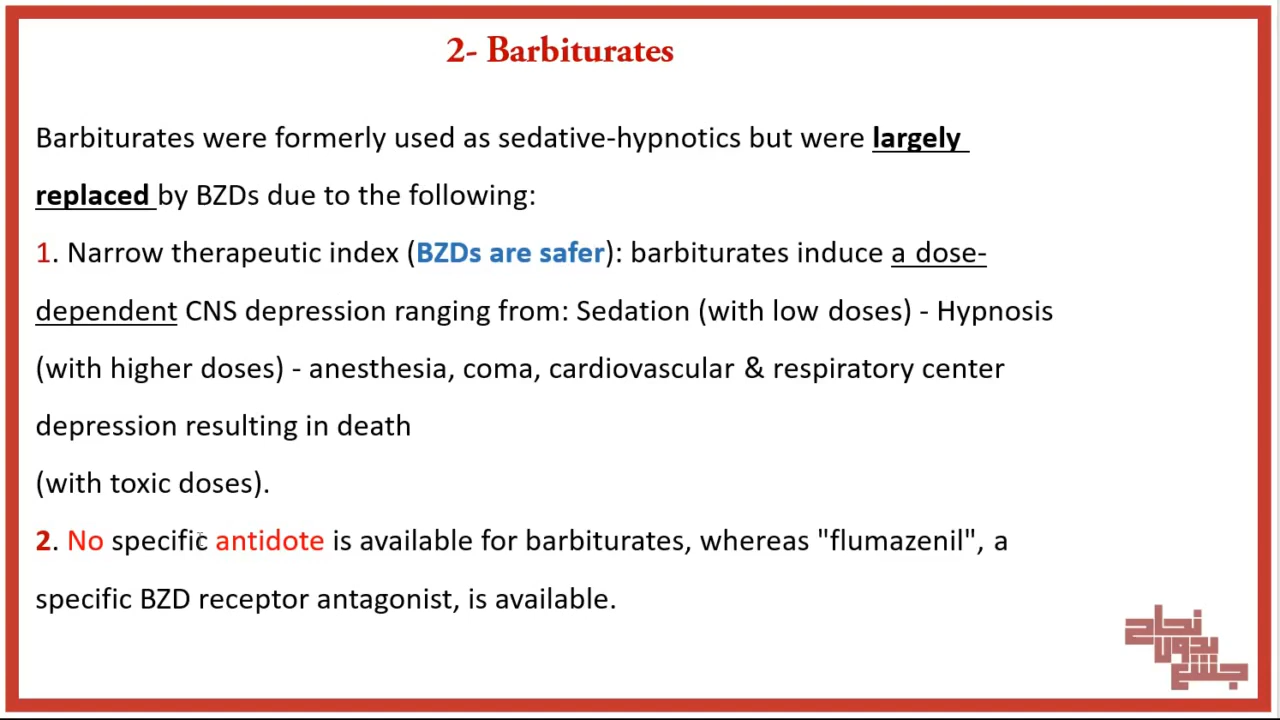 2- Barbiturates
Barbiturates were formerly used as sedative-hypnotics but were largely
replaced by BZDs due to the following:
1. Narrow therapeutic index (BZDs are safer): barbiturates induce a dose-
dependent CNS depression ranging from: Sedation (with low doses) - Hypnosis
(with higher doses) - anesthesia, coma, cardiovascular & respiratory center
depression resulting in death
(with toxic doses).
2. No specific antidote is available for barbiturates, whereas "flumazenil", a
specific BZD receptor antagonist, is available.
نجاح
بدون
جشع